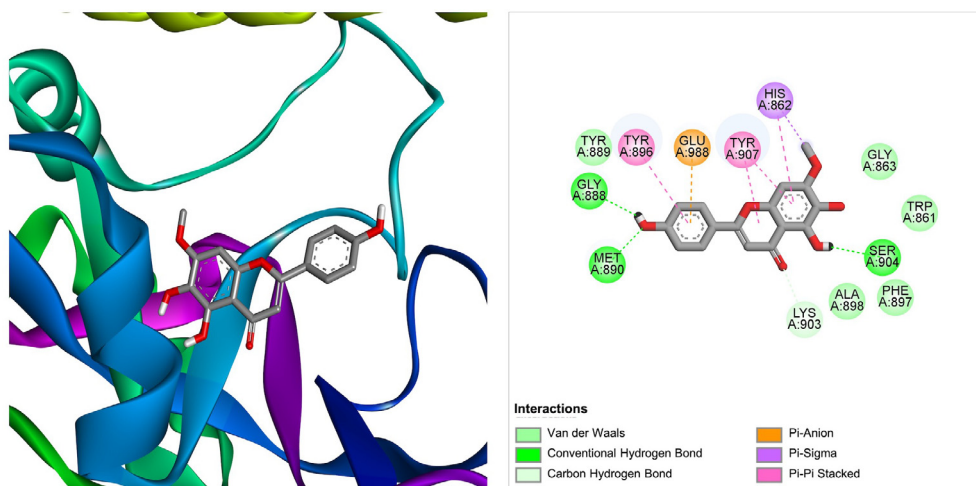 HIS
A:862
TYR
A:889
TYR
A:896
GLU
A:988
TYR
A:907
GLY
A:863
GLY
A:888
TRP
A:861
MET
A:890
SER
A:904
LYS
A:903
ALA
A:898
PHE
A:897
Interactions
Van der Waals
Conventional Hydrogen Bond
Carbon Hydrogen Bond
Pi-Anion
Pi-Sigma
Pi-Pi Stacked